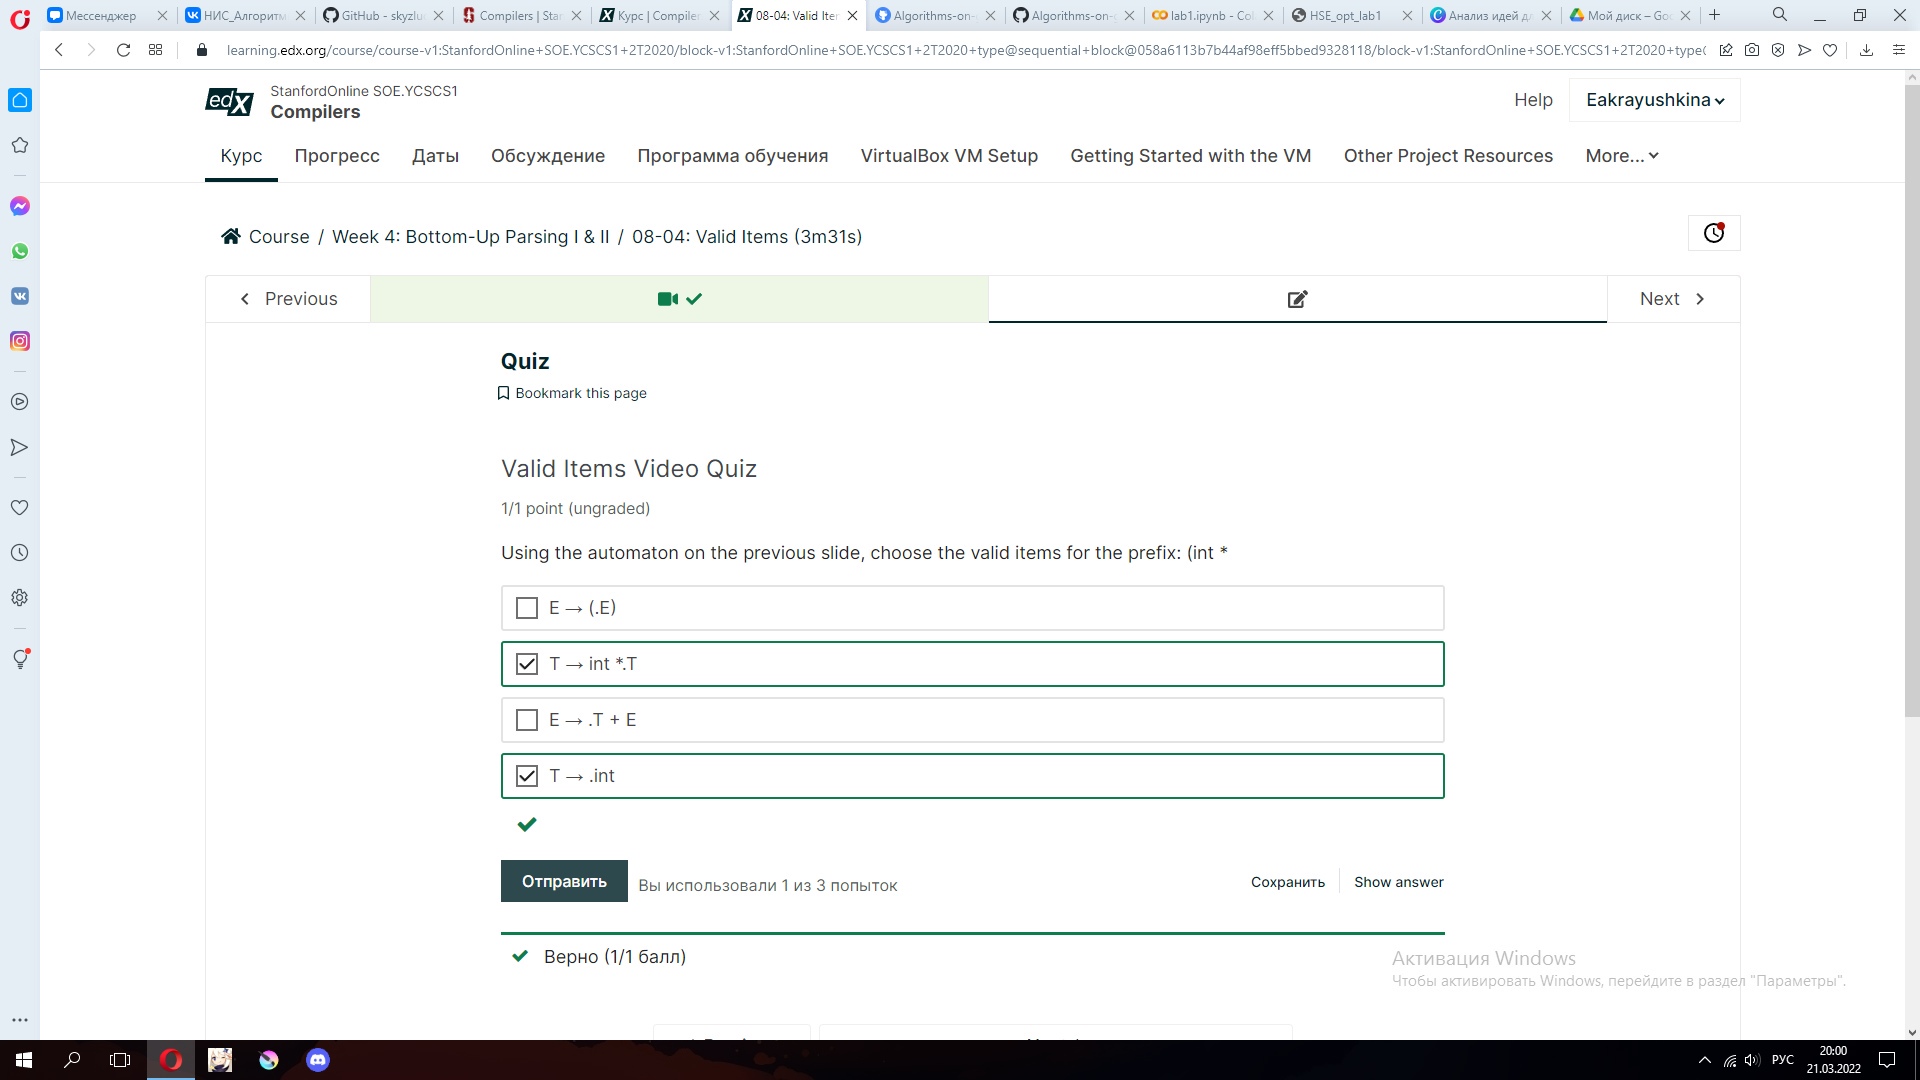 Мессенджер
НИС_Алгоритм
GitHub - skyzlu
Compilers | Star
Курс | Compiler
08-04: Valid Iter
Algorithms-on-
Algorithms-on-
lab1.ipynb - Co
HSE_opt_lab1
Анализ идей д
Мой диск – Goo
learning.edx.org/course/course-v1:StanfordOnline+SOE.YCSCS1+2T2020/block-v1:StanfordOnline+SOE.YCSCS1+2T2020+type@sequential+block@058a6113b7b44af98eff5bbed9328118/block-v1:StanfordOnline+SOE.YCSCS1+2T2020+type@
edX
StanfordOnline SOE.YCSCS1
Compilers
Help
Eakrayushkina
Курс
Прогресс
Даты
Обсуждение
Программа обучения
VirtualBox VM Setup
Getting Started with the VM
Other Project Resources
More...
Course / Week 4: Bottom-Up Parsing I & II / 08-04: Valid Items (3m31s)
Previous
Next
Quiz
Bookmark this page
Valid Items Video Quiz
1/1 point (ungraded)
Using the automaton on the previous slide, choose the valid items for the prefix: (int *
E → (.E)
T → int *.T
E → .T + E
T → .int
Отправить
Вы использовали 1 из 3 попыток
Сохранить
Show answer
Верно (1/1 балл)
Активация Windows
Чтобы активировать Windows, перейдите в раздел "Параметры".
РУС
20:00
21.03.2022